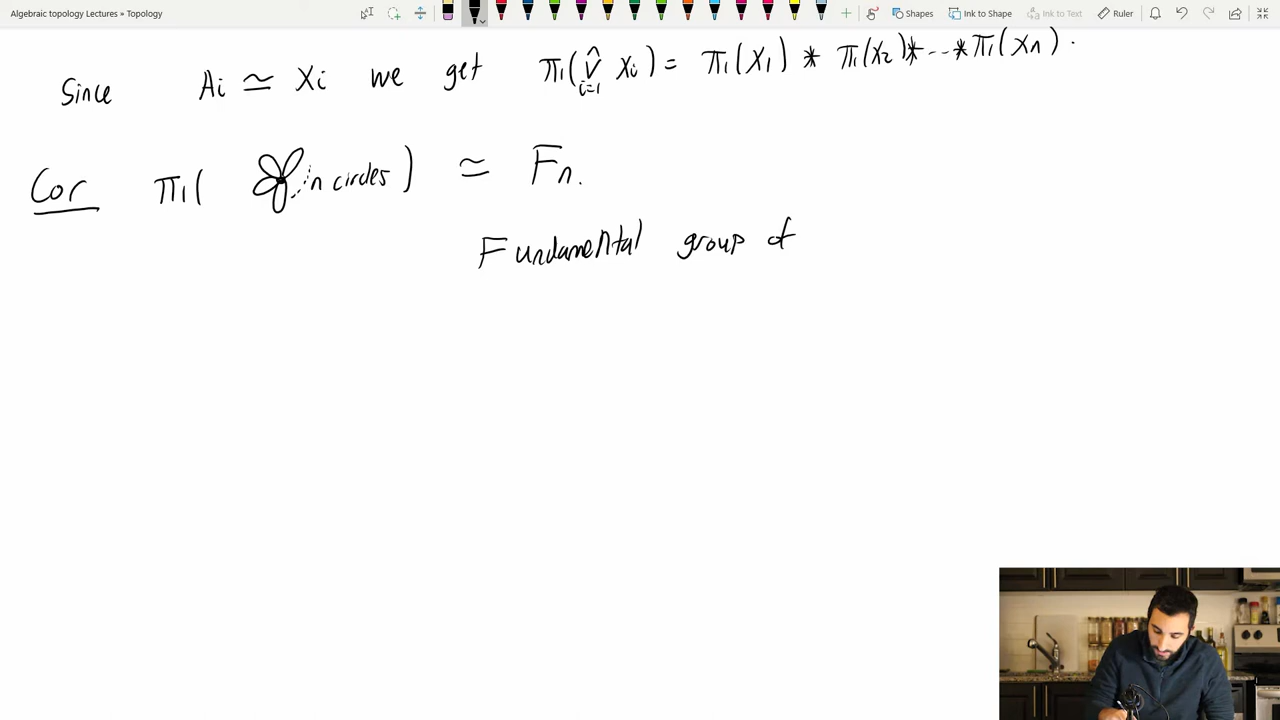 Algebraic topology Lectures » Topology
Shapes Ink to Shape Ink to Text Ruler
Since Ai ≃ Xi we get π1(⋁ⁿᵢ₌₁ Xi) = π1(X1) * π1(X2) * ··· * π1(Xn).
Cor π1( n circles) ≃ Fn.
Fundamental group of